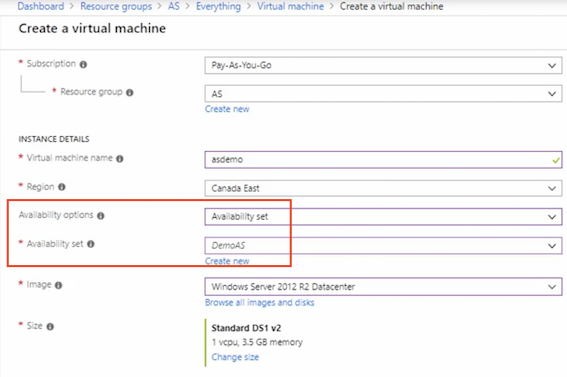 Dashboard > Resource groups > AS > Everything > Virtual machine > Create a virtual machine
Create a virtual machine
* Subscription
Pay-As-You-Go
* Resource group
AS
Create new
INSTANCE DETAILS
* Virtual machine name
asdemo
* Region
Canada East
Availability options
Availability set
* Availability set
DemoAS
Create new
* Image
Windows Server 2012 R2 Datacenter
Browse all images and disks
* Size
Standard DS1 v2
1 vcpu, 3.5 GB memory
Change size